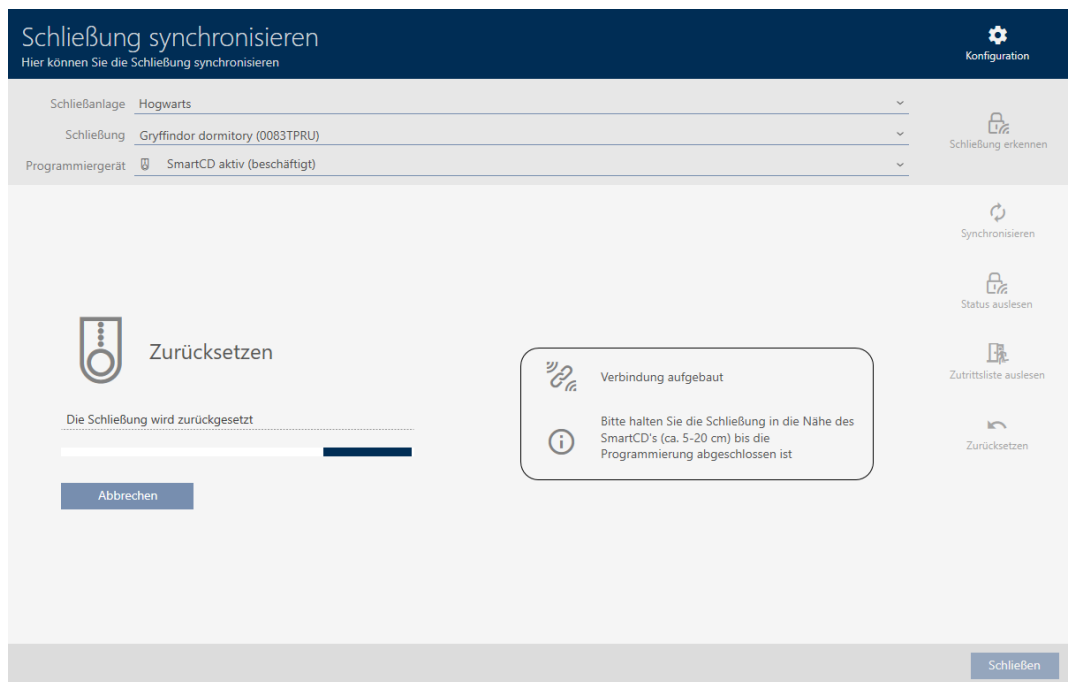 Schließung synchronisieren
Hier können Sie die Schließung synchronisieren
Konfiguration
Schließanlage Hogwarts
Schließung Gryffindor dormitory (0083TPRU)
Programmiergerät SmartCD aktiv (beschäftigt)
Schließung erkennen
Synchronisieren
Status auslesen
Zutrittsliste auslesen
Zurücksetzen
Zurücksetzen
Die Schließung wird zurückgesetzt
Abbrechen
Verbindung aufgebaut
Bitte halten Sie die Schließung in die Nähe des
SmartCD's (ca. 5-20 cm) bis die
Programmierung abgeschlossen ist
Schließen